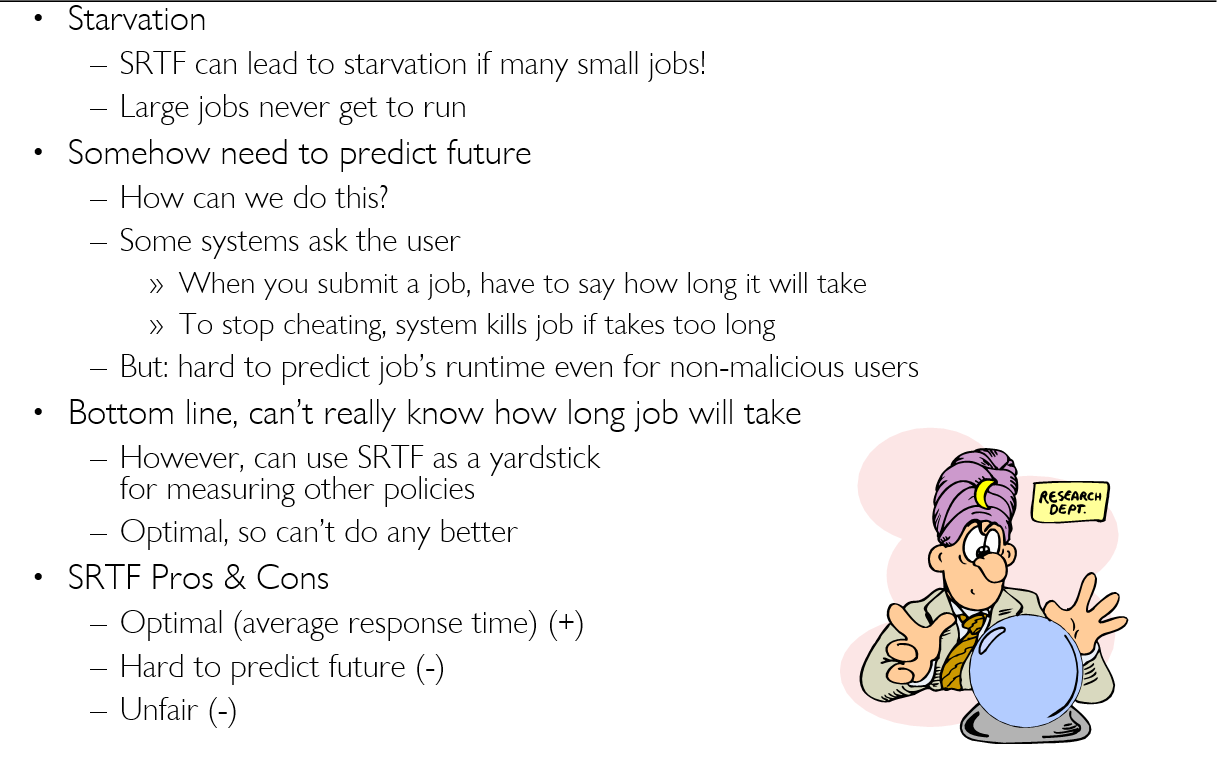 • Starvation
– SRTF can lead to starvation if many small jobs!
– Large jobs never get to run
• Somehow need to predict future
– How can we do this?
– Some systems ask the user
» When you submit a job, have to say how long it will take
» To stop cheating, system kills job if takes too long
– But: hard to predict job’s runtime even for non-malicious users
• Bottom line, can’t really know how long job will take
– However, can use SRTF as a yardstick
for measuring other policies
– Optimal, so can’t do any better
• SRTF Pros & Cons
– Optimal (average response time) (+)
– Hard to predict future (-)
– Unfair (-)
RESEARCH
DEPT.